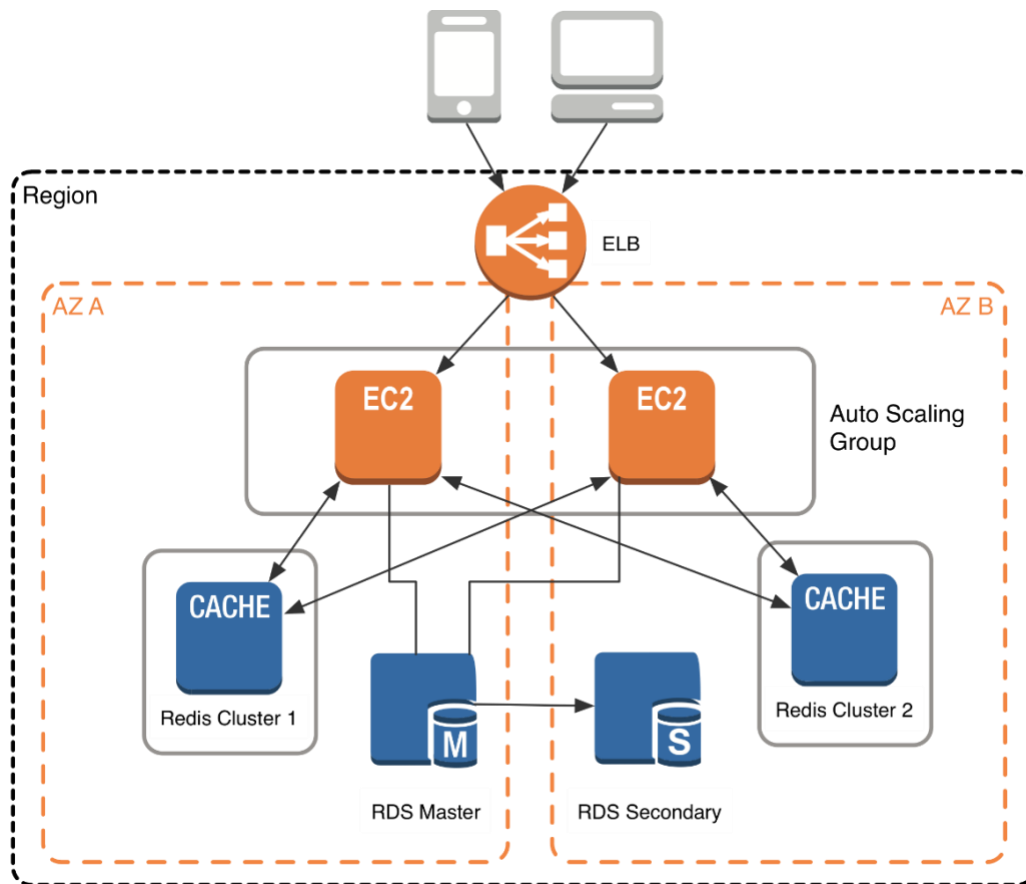 Region
ELB
AZ A
AZ B
EC2
EC2
Auto Scaling
Group
CACHE
CACHE
Redis Cluster 1
Redis Cluster 2
M
S
RDS Master
RDS Secondary